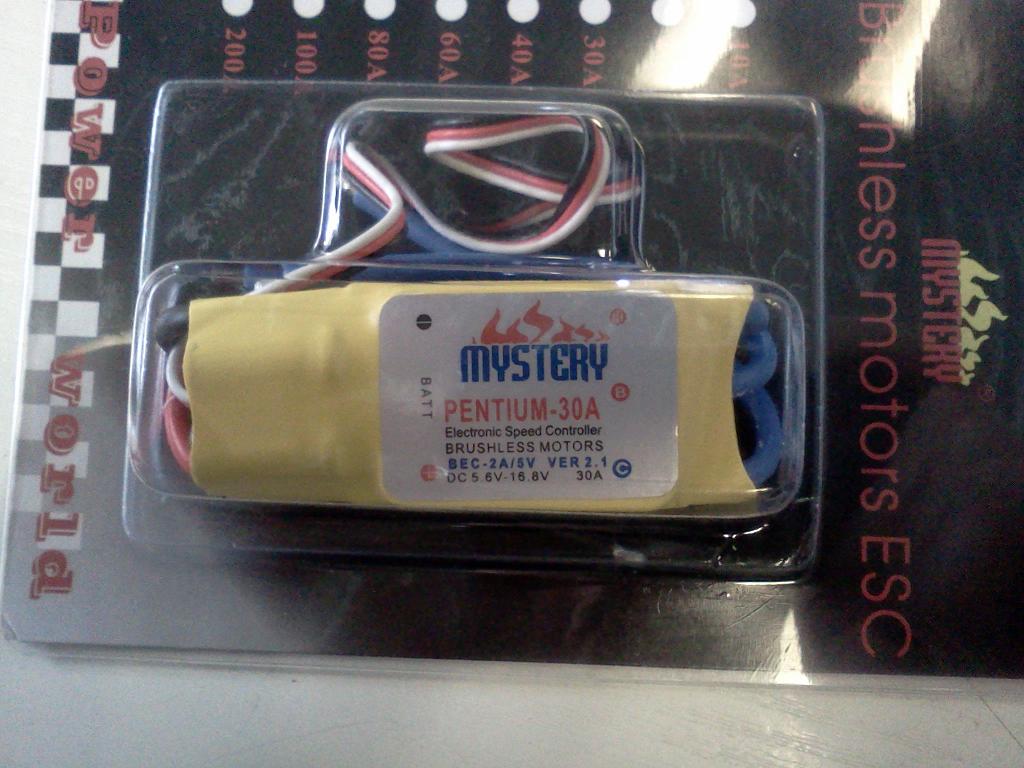 Power World
200A
100A
80A
60A
40A
30A
10A
Brushless motors ESC
MYSTERY
®
MYSTERY
®
BATT
A
B
C
PENTIUM-30A
Electronic Speed Controller
BRUSHLESS MOTORS
BEC-2A/5V VER 2.1
DC 5.6V-16.8V 30A